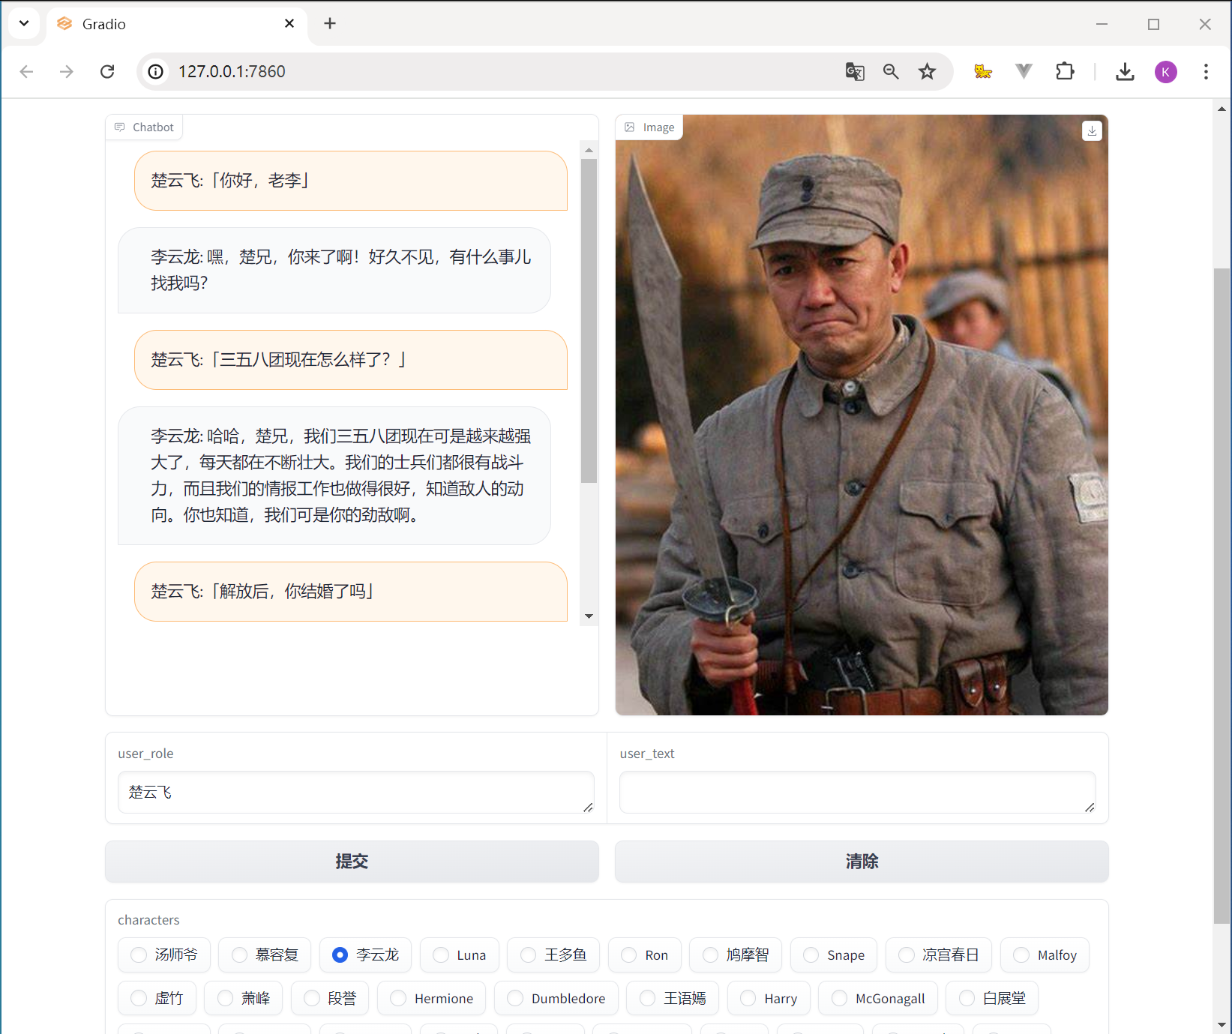 Gradio
127.0.0.1:7860
K
Chatbot
楚云飞:「你好，老李」
李云龙: 嘿，楚兄，你来了啊！好久不见，有什么事儿
找我吗？
楚云飞:「三五八团现在怎么样了？」
李云龙: 哈哈，楚兄，我们三五八团现在可是越来越强
大了，每天都在不断壮大。我们的士兵们都很有战斗
力，而且我们的情报工作也做得很好，知道敌人的动
向。你也知道，我们可是你的劲敌啊。
楚云飞:「解放后，你结婚了吗」
Image
user_role
楚云飞
user_text
提交
清除
characters
汤师爷 慕容复 李云龙 Luna 王多鱼 Ron 鸠摩智 Snape 凉宫春日 Malfoy
虚竹 萧峰 段誉 Hermione Dumbledore 王语嫣 Harry McGonagall 白展堂